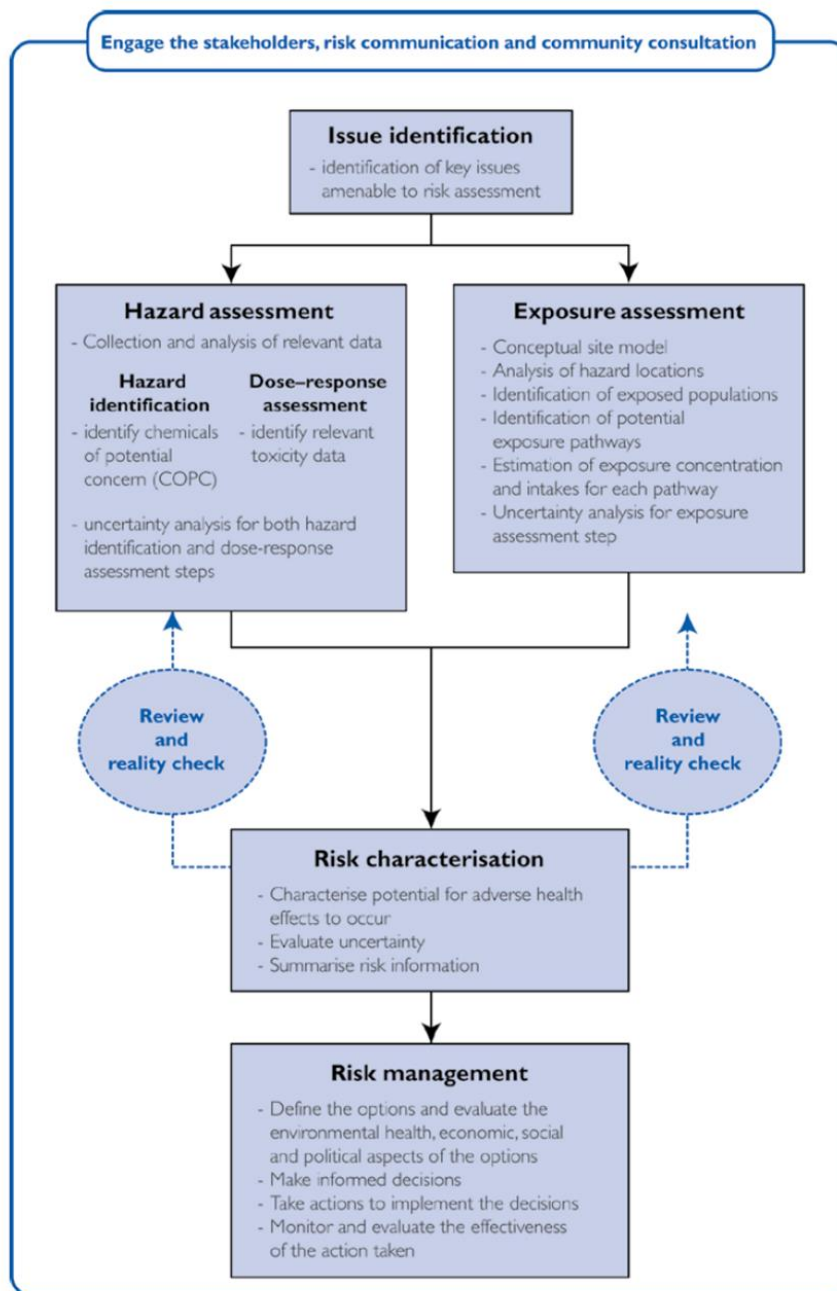 Engage the stakeholders, risk communication and community consultation
Issue identification
- identification of key issues
amenable to risk assessment
Hazard assessment
- Collection and analysis of relevant data
Hazard
identification
- identify chemicals
of potential
concern (COPC)
Dose–response
assessment
- identify relevant
toxicity data
- uncertainty analysis for both hazard
identification and dose-response
assessment steps
Exposure assessment
- Conceptual site model
- Analysis of hazard locations
- Identification of exposed populations
- Identification of potential
exposure pathways
- Estimation of exposure concentration
and intakes for each pathway
- Uncertainty analysis for exposure
assessment step
Review
and
reality check
Review
and
reality check
Risk characterisation
- Characterise potential for adverse health
effects to occur
- Evaluate uncertainty
- Summarise risk information
Risk management
- Define the options and evaluate the
environmental health, economic, social
and political aspects of the options
- Make informed decisions
- Take actions to implement the decisions
- Monitor and evaluate the effectiveness
of the action taken